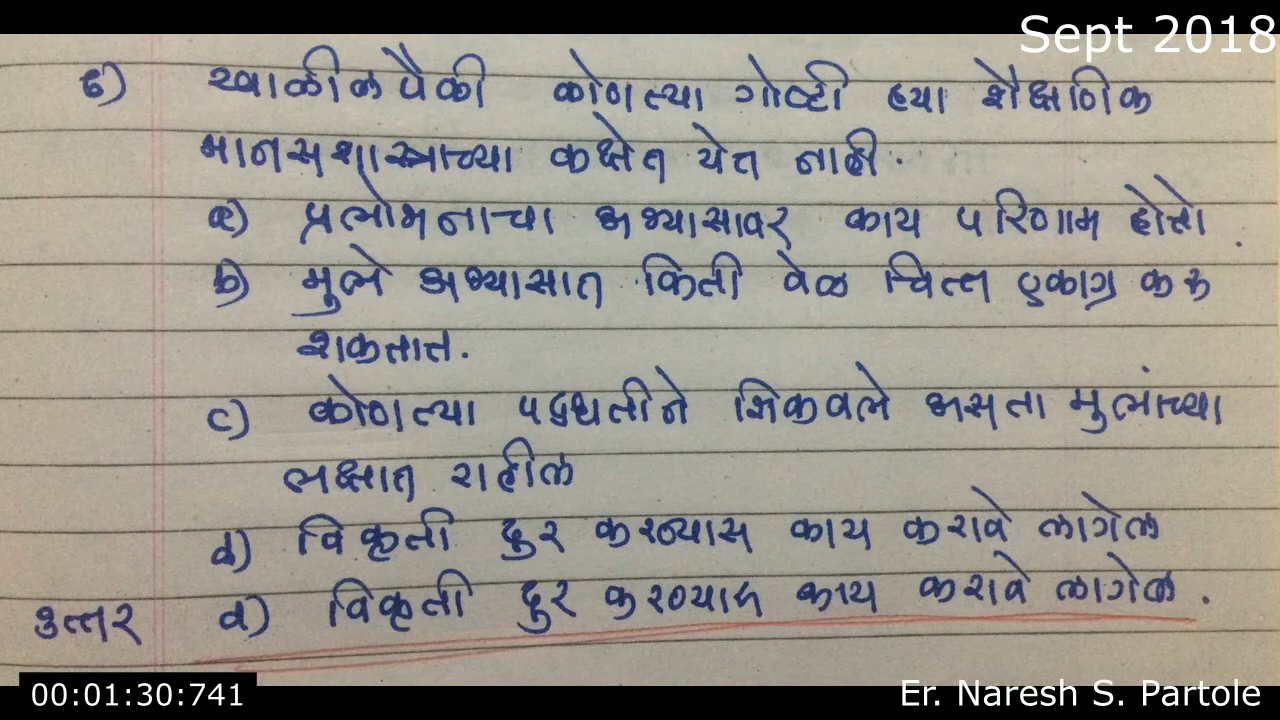 Sept 2018
६) खालीलपैकी कोणत्या गोष्टी ह्या शैक्षणिक
मानसशास्त्राच्या कक्षेत येत नाही.
a) प्रलोभनाचा अभ्यासावर काय परिणाम होतो.
b) मुले अभ्यासात किती वेळ चित्त एकाग्र करू
शकतात.
c) कोणत्या पद्धतीने शिकवले असता मुलांच्या
लक्षात राहील
d) विकृती दुर करण्यास काय करावे लागेल
उत्तर d) विकृती दुर करण्यास काय करावे लागेल.
00:01:30:741
Er. Naresh S. Partole